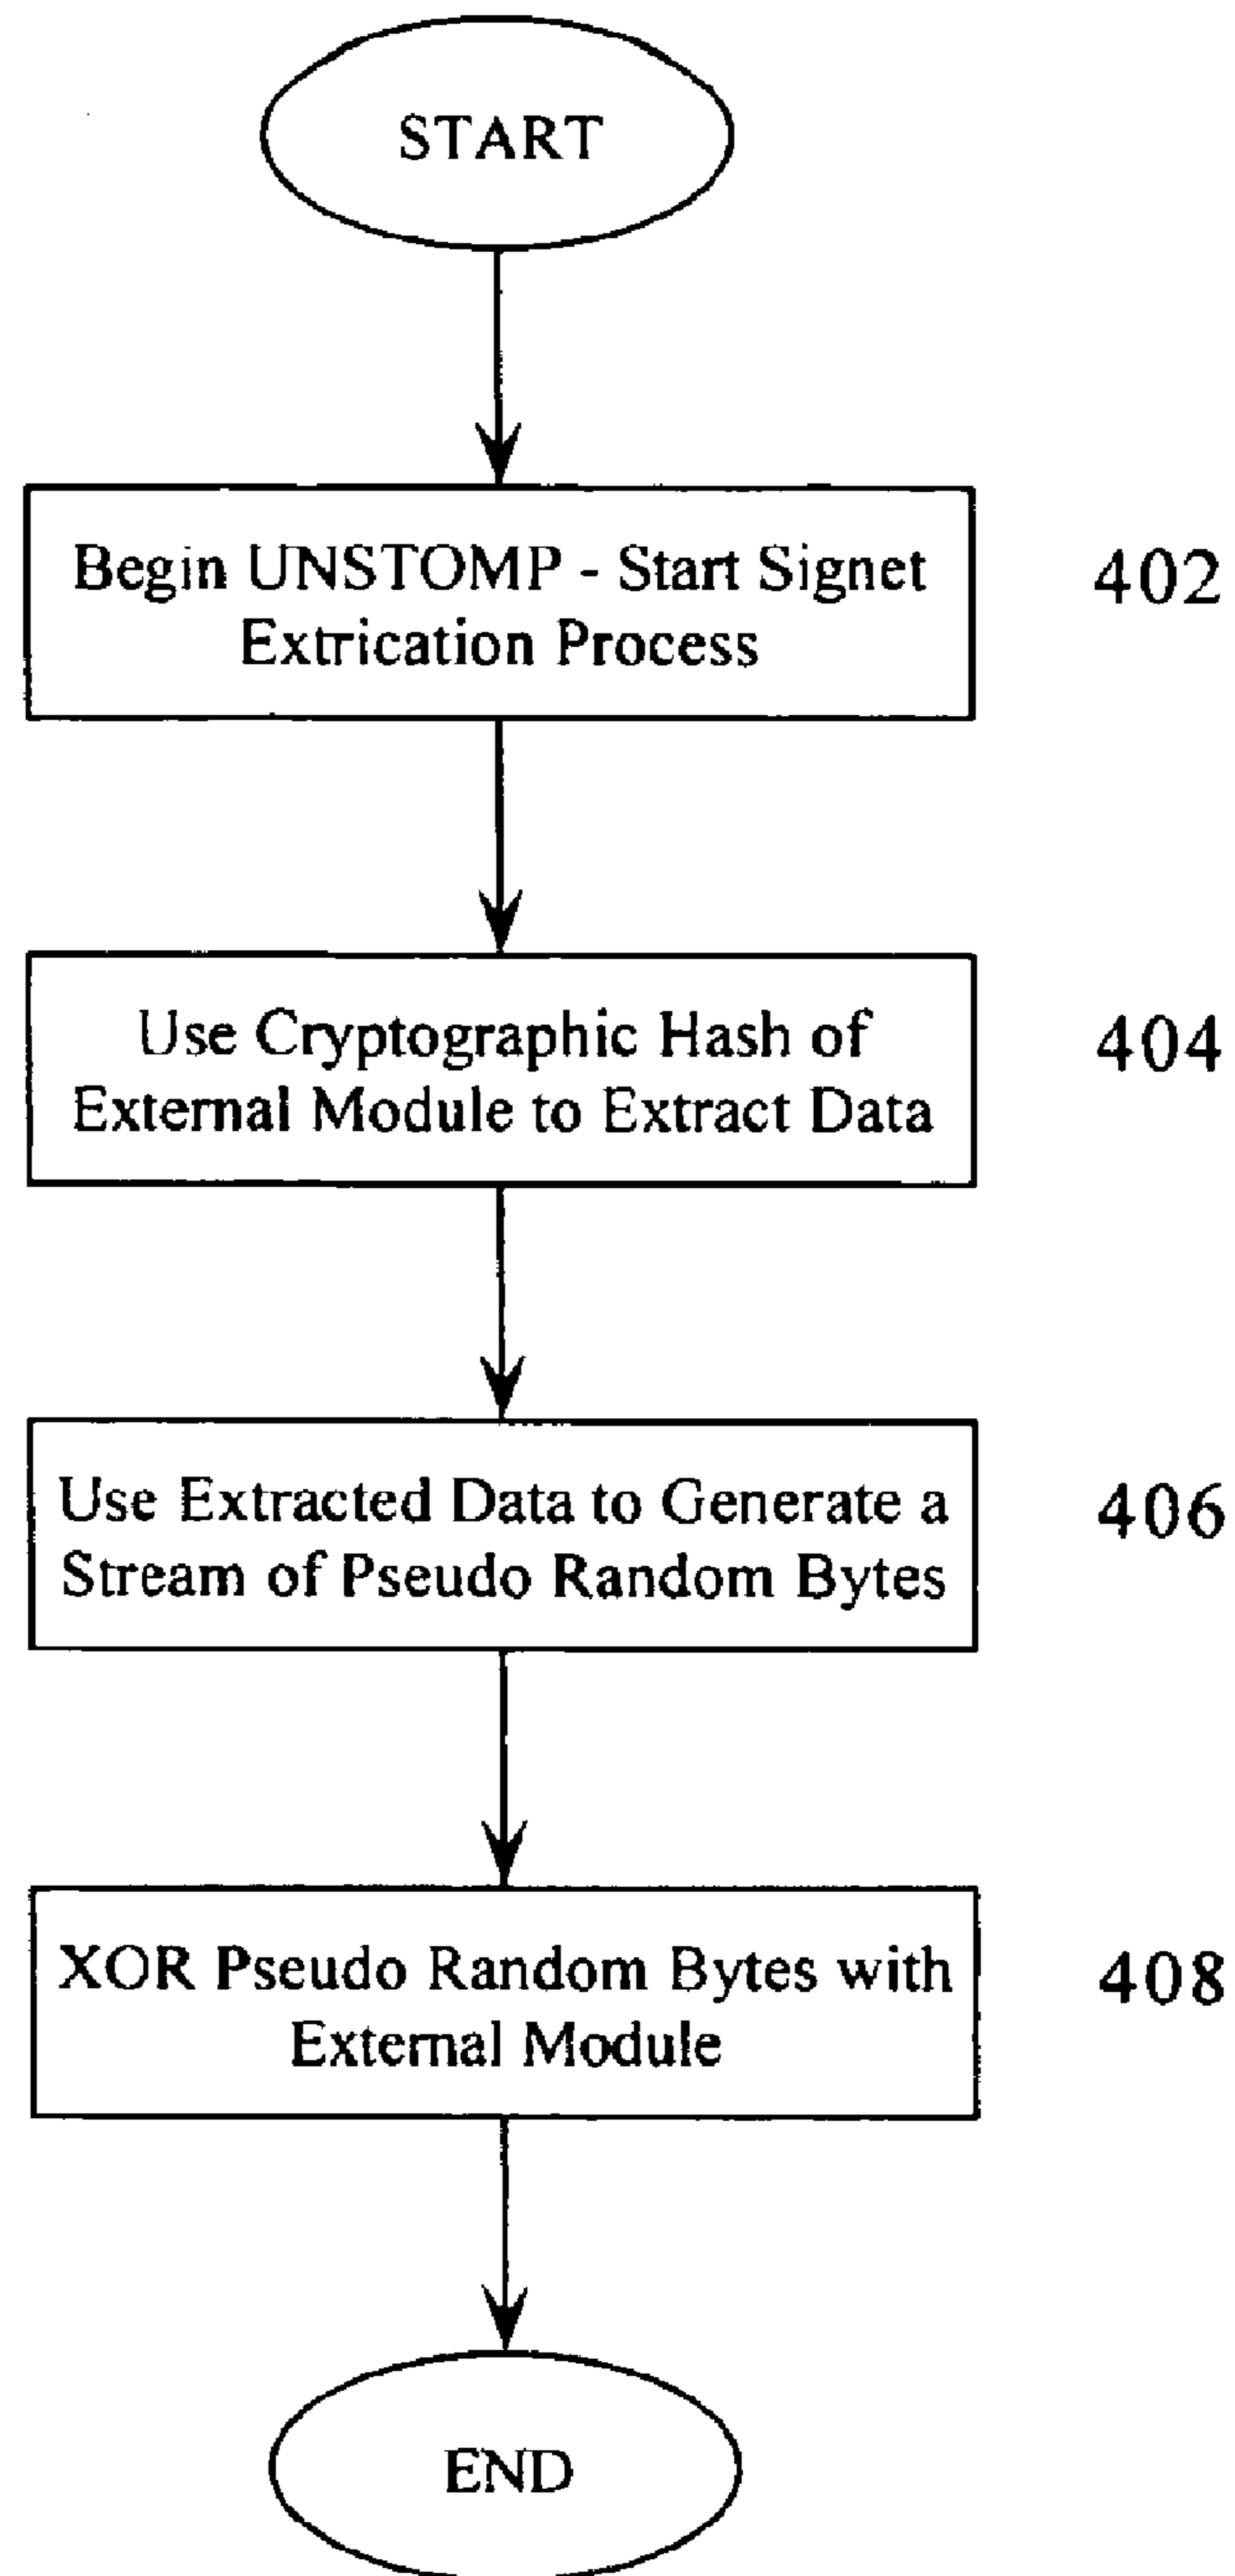 START
Begin UNSTOMP - Start Signet
Extrication Process
402
Use Cryptographic Hash of
External Module to Extract Data
404
Use Extracted Data to Generate a
Stream of Pseudo Random Bytes
406
XOR Pseudo Random Bytes with
External Module
408
END